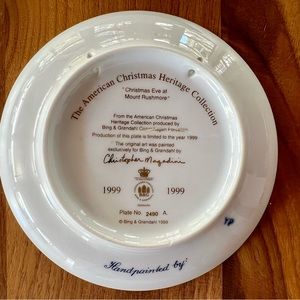 The American Christmas Heritage Collection
"Christmas Eve at
Mount Rushmore"
From the American Christmas
Heritage Collection produced by
Bing & Grøndahl Copenhagen Porcelain
Production of this plate is limited to the year 1999
The original art was painted
exclusively for Bing & Grøndahl by
Christopher Magadini
1999
1999
B&G
Plate No. 2490 A.
© Bing & Grøndahl 1999
Handpainted by:
YP